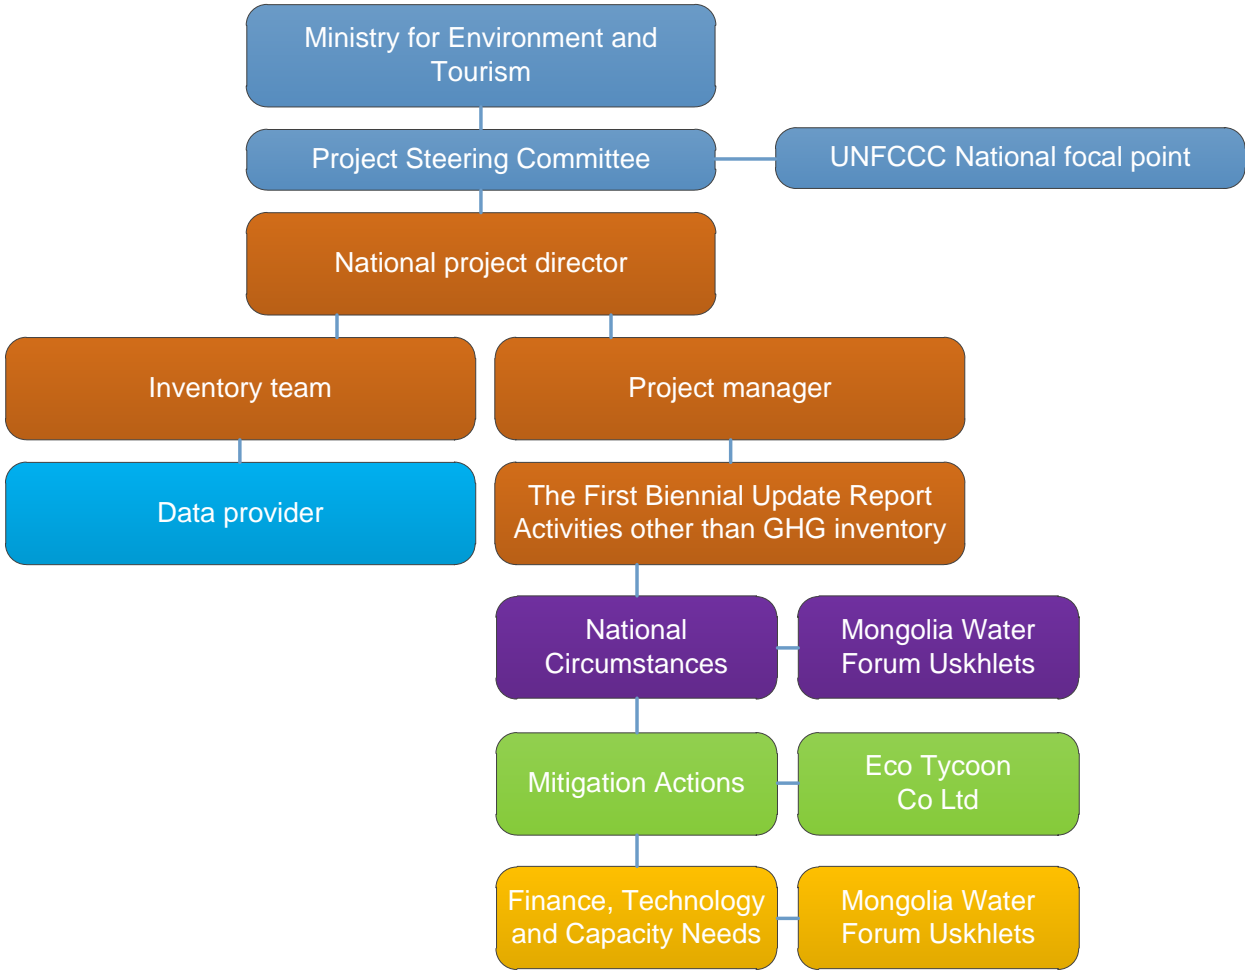 Ministry for Environment and
Tourism
Project Steering Committee
UNFCCC National focal point
National project director
Inventory team
Project manager
Data provider
The First Biennial Update Report
Activities other than GHG inventory
National
Circumstances
Mongolia Water
Forum Uskhlets
Mitigation Actions
Eco Tycoon
Co Ltd
Finance, Technology
and Capacity Needs
Mongolia Water
Forum Uskhlets